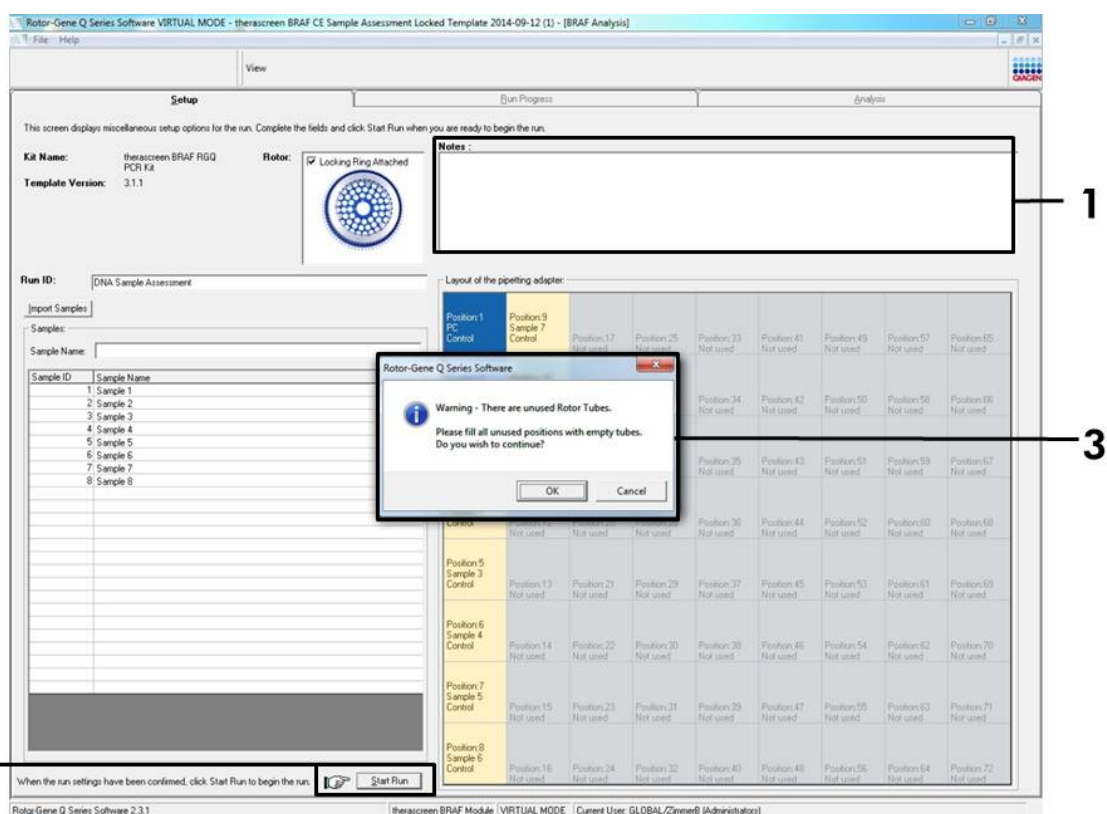 Rotor-Gene Q Series Software VIRTUAL MODE - therascreen BRAF CE Sample Assessment Locked Template 2014-09-12 (1) - [BRAF Analysis]
File Help
View
QIAGEN
Setup
Run Progress
Analysis
This screen displays miscellaneous setup options for the run. Complete the fields and click Start Run when you are ready to begin the run.
Kit Name: therascreen BRAF RGQ
PCR Kit
Rotor:
Locking Ring Attached
Template Version: 3.1.1
Notes :
1
Run ID: DNA Sample Assessment
Import Samples
Samples:
Sample Name:
Sample ID Sample Name
1 Sample 1
2 Sample 2
3 Sample 3
4 Sample 4
5 Sample 5
6 Sample 6
7 Sample 7
8 Sample 8
Layout of the pipetting adapter:
Position:1 Position:9
PC Sample 7
Control Control Position:17 Position:25 Position:33 Position:41 Position:49 Position:57 Position:65
Not used Not used Not used Not used Not used Not used Not used
Rotor-Gene Q Series Software
Warning - There are unused Rotor Tubes.
Please fill all unused positions with empty tubes.
Do you wish to continue?
OK Cancel
3
Position:34 Position:42 Position:50 Position:58 Position:66
Not used Not used Not used Not used Not used
Position:35 Position:43 Position:51 Position:59 Position:67
Not used Not used Not used Not used Not used
Control Position:36 Position:44 Position:52 Position:60 Position:68
Not used Not used Not used Not used Not used Not used Not used Not used
Position:5
Sample 3
Control Position:13 Position:21 Position:29 Position:37 Position:45 Position:53 Position:61 Position:69
Not used Not used Not used Not used Not used Not used Not used Not used
Position:6
Sample 4
Control Position:14 Position:22 Position:30 Position:38 Position:46 Position:54 Position:62 Position:70
Not used Not used Not used Not used Not used Not used Not used Not used
Position:7
Sample 5
Control Position:15 Position:23 Position:31 Position:39 Position:47 Position:55 Position:63 Position:71
Not used Not used Not used Not used Not used Not used Not used Not used
Position:8
Sample 6
Control Position:16 Position:24 Position:32 Position:40 Position:48 Position:56 Position:64 Position:72
Not used Not used Not used Not used Not used Not used Not used Not used
When the run settings have been confirmed, click Start Run to begin the run. Start Run
Rotor-Gene Q Series Software 2.3.1 therascreen BRAF Module VIRTUAL MODE Current User: GLOBAL/ZimmerB (Administrators)